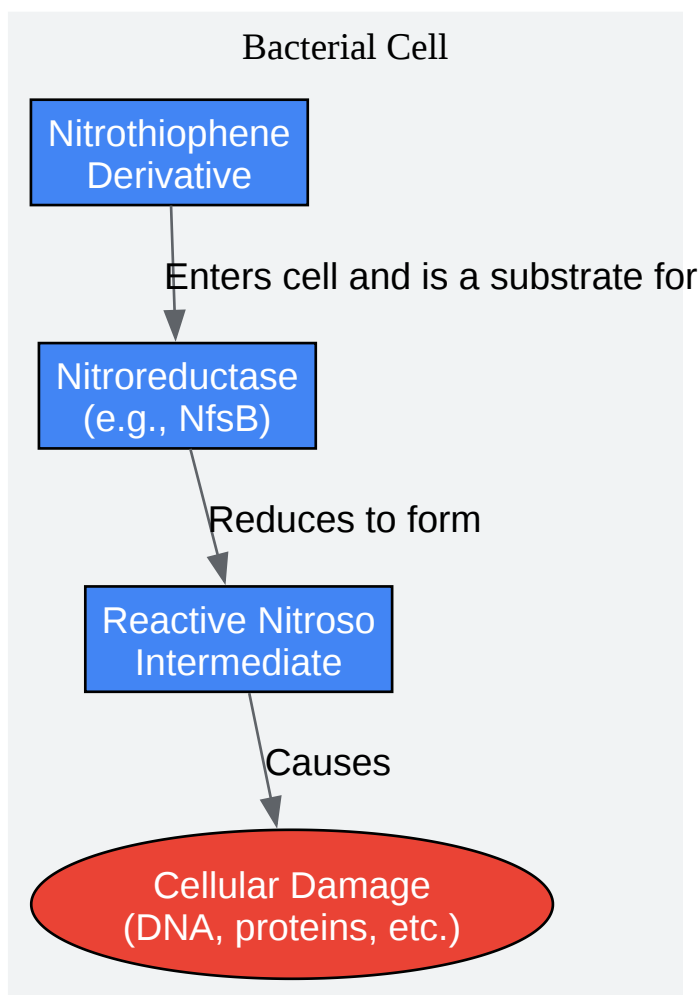 Bacterial Cell
Nitrothiophene
Derivative
Enters cell and is a substrate for
Nitroreductase
(e.g., NfsB)
Reduces to form
Reactive Nitroso
Intermediate
Causes
Cellular Damage
(DNA, proteins, etc.)